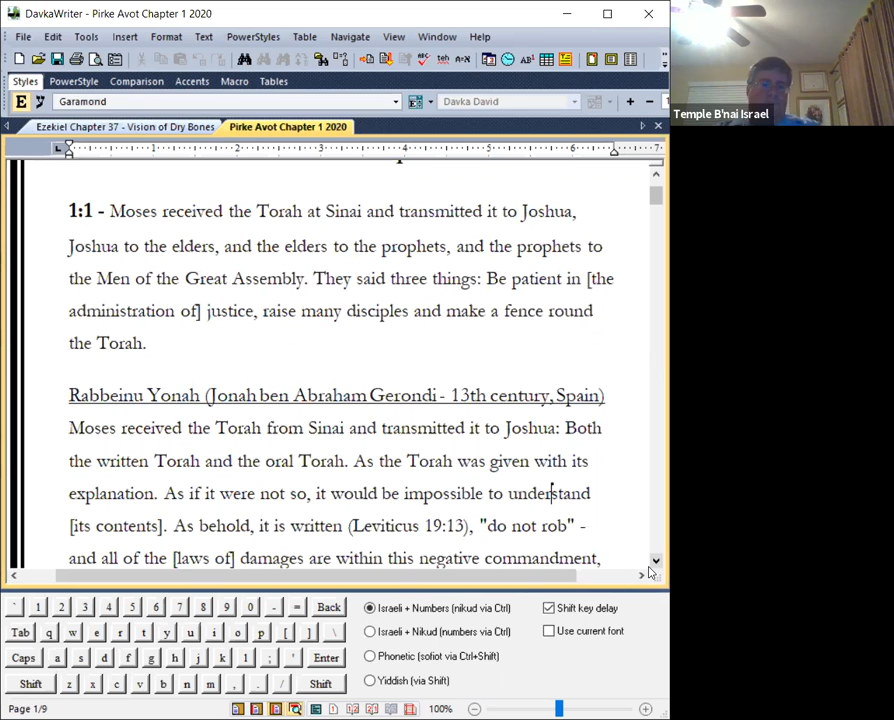 DavkaWriter - Pirke Avot Chapter 1 2020
File Edit Tools Insert Format Text PowerStyles Table Navigate View Window Help
Styles PowerStyle Comparison Accents Macro Tables
E Garamond Davka David
Ezekiel Chapter 37 - Vision of Dry Bones Pirke Avot Chapter 1 2020
1 2 3 4 5 6 7
1:1 - Moses received the Torah at Sinai and transmitted it to Joshua,
Joshua to the elders, and the elders to the prophets, and the prophets to
the Men of the Great Assembly. They said three things: Be patient in [the
administration of] justice, raise many disciples and make a fence round
the Torah.
Rabbeinu Yonah (Jonah ben Abraham Gerondi - 13th century, Spain)
Moses received the Torah from Sinai and transmitted it to Joshua: Both
the written Torah and the oral Torah. As the Torah was given with its
explanation. As if it were not so, it would be impossible to understand
[its contents]. As behold, it is written (Leviticus 19:13), "do not rob" -
and all of the [laws of] damages are within this negative commandment,
` 1 2 3 4 5 6 7 8 9 0 - = Back
Tab q w e r t y u i o p [ ] \
Caps a s d f g h j k l ; ' Enter
Shift z x c v b n m , . / Shift
Israeli + Numbers (nikud via Ctrl)
Israeli + Nikud (numbers via Ctrl)
Phonetic (sofiot via Ctrl+Shift)
Yiddish (via Shift)
Shift key delay
Use current font
Page 1/9 100%
Temple B'nai Israel